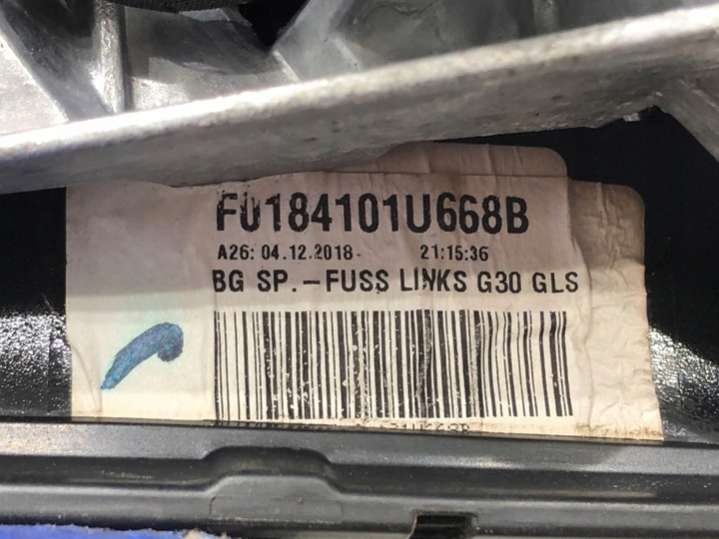 F0184101U668B
A26: 04.12.2018- 21:15:36
BG SP.-FUSS LINKS G30 GLS